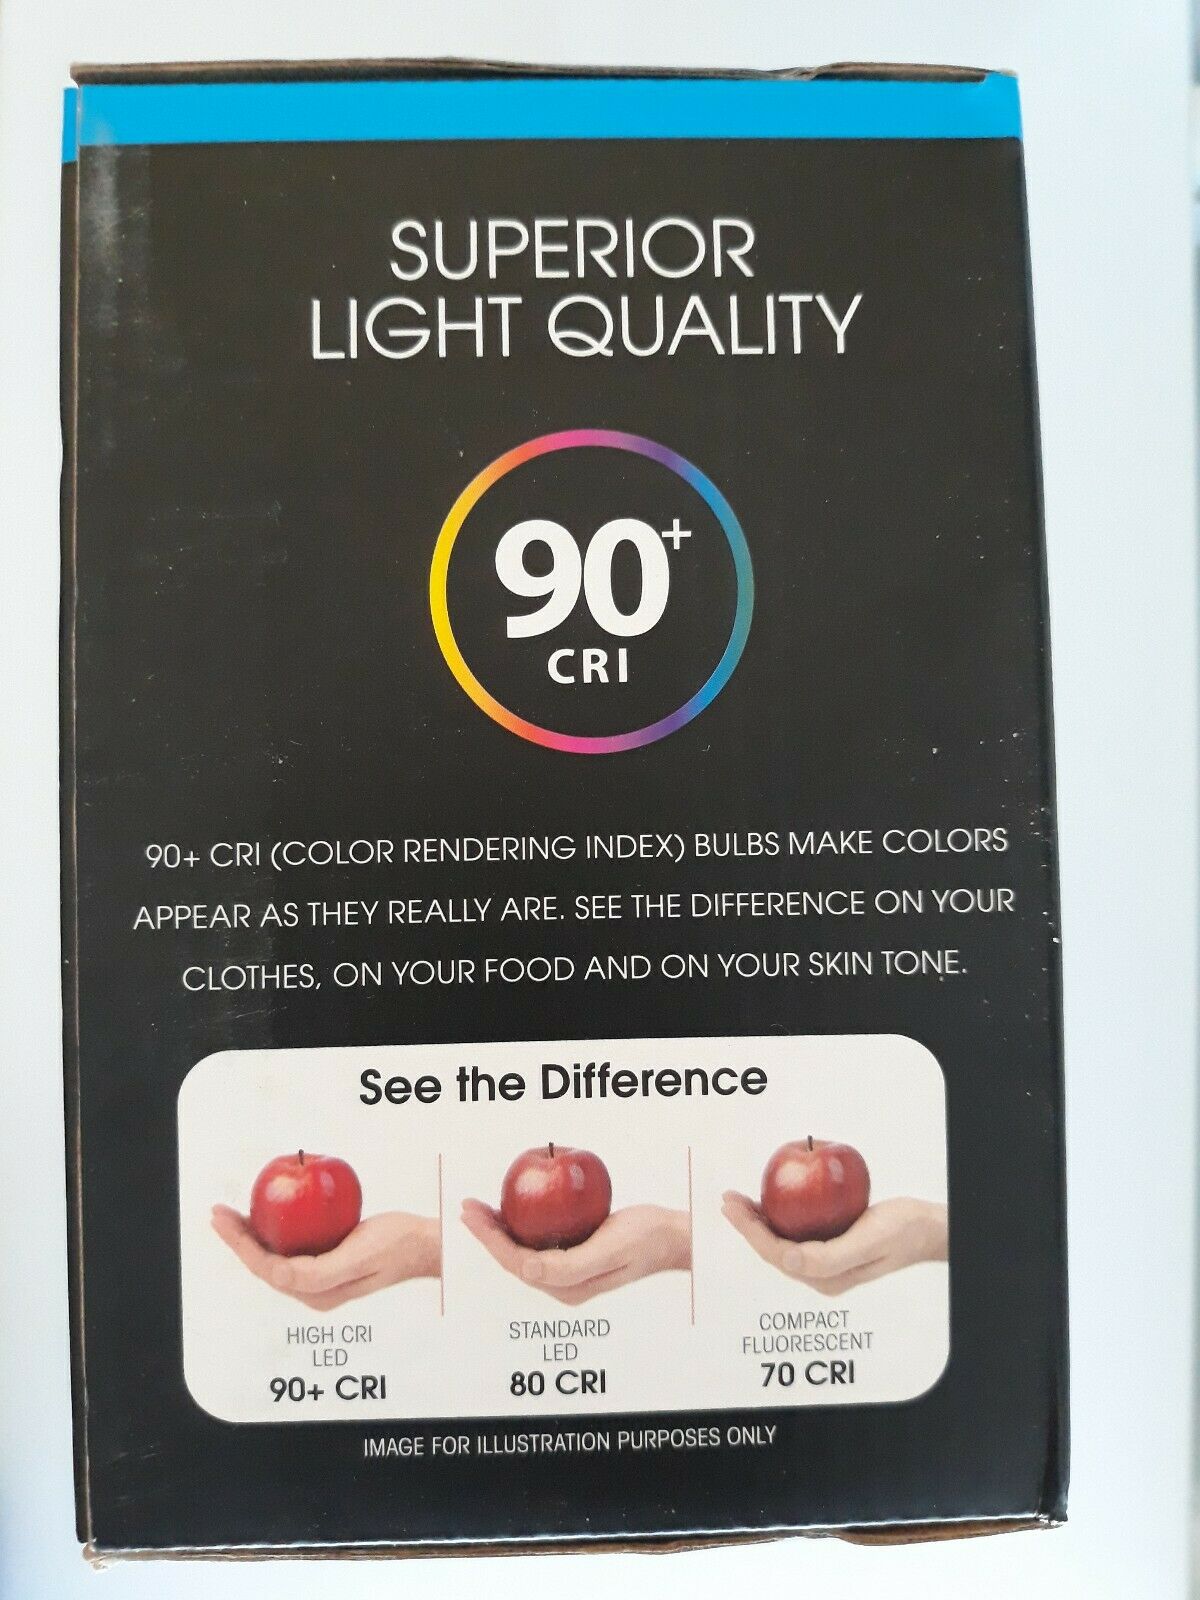 SUPERIOR
LIGHT QUALITY
90+
CRI
90+ CRI (COLOR RENDERING INDEX) BULBS MAKE COLORS
APPEAR AS THEY REALLY ARE. SEE THE DIFFERENCE ON YOUR
CLOTHES, ON YOUR FOOD AND ON YOUR SKIN TONE.
See the Difference
HIGH CRI
LED
90+ CRI
STANDARD
LED
80 CRI
COMPACT
FLUORESCENT
70 CRI
IMAGE FOR ILLUSTRATION PURPOSES ONLY